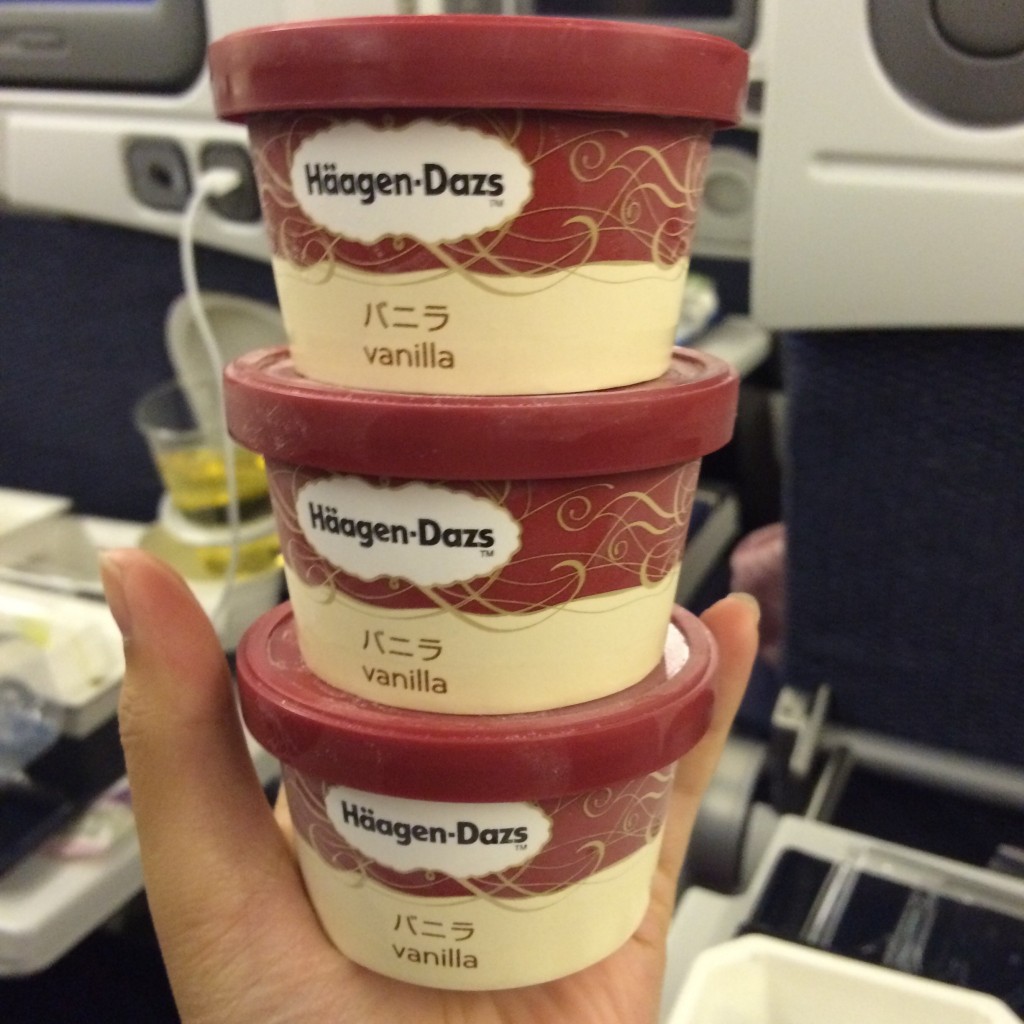 Häagen-Dazs
TM
バニラ
vanilla
Häagen-Dazs
TM
バニラ
vanilla
Häagen-Dazs
TM
バニラ
vanilla